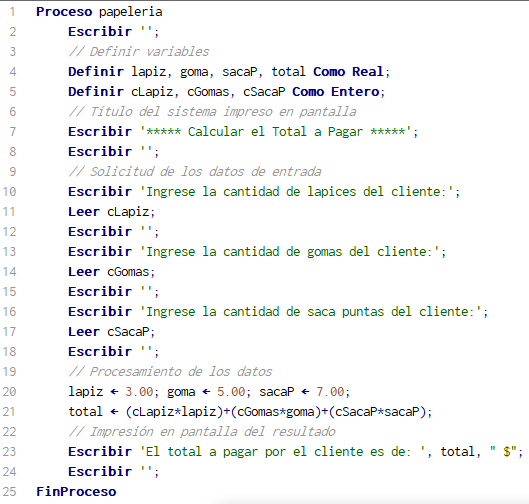 1 Proceso papeleria
2 Escribir '';
3 // Definir variables
4 Definir lapiz, goma, sacaP, total Como Real;
5 Definir cLapiz, cGomas, cSacaP Como Entero;
6 // Titulo del sistema impreso en pantalla
7 Escribir '***** Calcular el Total a Pagar *****';
8 Escribir '';
9 // Solicitud de los datos de entrada
10 Escribir 'Ingrese la cantidad de lapices del cliente:';
11 Leer cLapiz;
12 Escribir '';
13 Escribir 'Ingrese la cantidad de gomas del cliente:';
14 Leer cGomas;
15 Escribir '';
16 Escribir 'Ingrese la cantidad de saca puntas del cliente:';
17 Leer cSacaP;
18 Escribir '';
19 // Procesamiento de los datos
20 lapiz ← 3.00; goma ← 5.00; sacaP ← 7.00;
21 total ← (cLapiz*lapiz)+(cGomas*goma)+(cSacaP*sacaP);
22 // Impresión en pantalla del resultado
23 Escribir 'El total a pagar por el cliente es de: ', total, " $";
24 Escribir '';
25 FinProceso